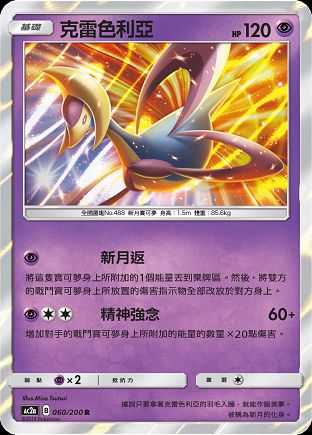 基礎
克雷色利亞
HP 120
全國圖鑑No.488 新月寶可夢 身高：1.5m 體重：85.6kg
新月返
將這隻寶可夢身上所附加的1個能量丟到棄牌區。然後，將雙方
的戰鬥寶可夢身上所放置的傷害指示物全部改放於對方身上。
精神強念 60+
增加對手的戰鬥寶可夢身上所附加的能量的數量×20點傷害。
弱點 ×2 抵抗力 撤退
Illus.Misa Tsutsui
AC2a B 060/200 R
©2019 Pokémon
據說只要拿著克雷色利亞的羽毛入睡，就能作個美夢。
被稱為新月的化身。